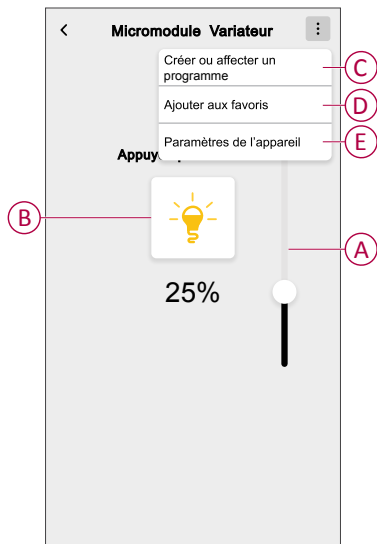 Micromodule Variateur
Créer ou affecter un
programme
C
Ajouter aux favoris
D
Paramètres de l'appareil
E
Appuy
B
A
25%